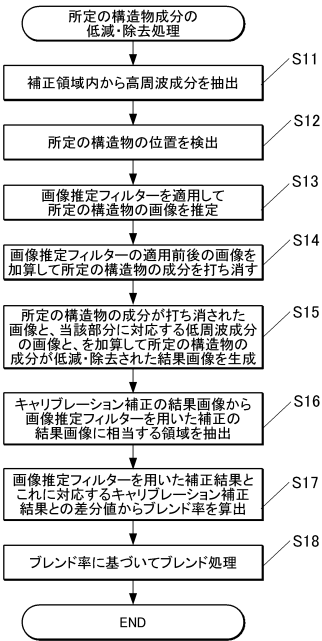 所定の構造物成分の
低減・除去処理
S11
補正領域内から高周波成分を抽出
S12
所定の構造物の位置を検出
S13
画像推定フィルターを適用して
所定の構造物の画像を推定
S14
画像推定フィルターの適用前後の画像を
加算して所定の構造物の成分を打ち消す
S15
所定の構造物の成分が打ち消された
画像と、当該部分に対応する低周波成分
の画像と、を加算して所定の構造物の
成分が低減・除去された結果画像を生成
S16
キャリブレーション補正の結果画像から
画像推定フィルターを用いた補正の
結果画像に相当する領域を抽出
S17
画像推定フィルターを用いた補正結果と
これに対応するキャリブレーション補正
結果との差分値からブレンド率を算出
S18
ブレンド率に基づいてブレンド処理
END